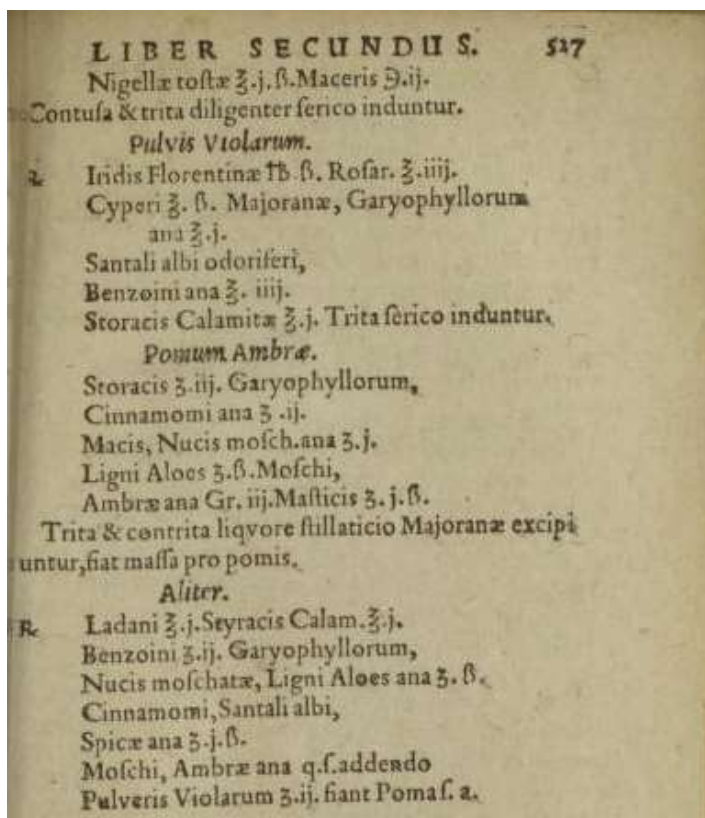 LIBER SECUNDUS. 527
Nigellæ toſtæ ℥.j.ß.Maceris ℈.ij.
Contuſa & trita diligenter ſerico induntur.
Pulvis Violarum.
Iridis Florentinæ ℔ ß. Roſar. ℥.iiij.
Cyperi ℥. ß. Majoranæ, Garyophyllorum
ana ℥.j.
Santali albi odoriferi,
Benzoini ana ℥. iiij.
Storacis Calamitæ ℥.j. Trita ſerico induntur.
Pomum Ambræ.
Storacis ʒ.iij. Garyophyllorum,
Cinnamomi ana ʒ .ij.
Macis, Nucis moſch.ana ʒ.j.
Ligni Aloes ʒ.ß.Moſchi,
Ambræ ana Gr. iij.Maſticis ʒ.j.ß.
Trita & contrita liqvore ſtillaticio Majoranæ excipi
untur,fiat maſſa pro pomis.
Aliter.
℞ Ladani ℥.j.Styracis Calam.℥.j.
Benzoini ʒ.ij. Garyophyllorum,
Nucis moſchatæ, Ligni Aloes ana ʒ. ß.
Cinnamomi,Santali albi,
Spicæ ana ʒ.j.ß.
Moſchi, Ambræ ana q.ſ.addendo
Pulveris Violarum ʒ.ij. fiant Poma ſ. a.